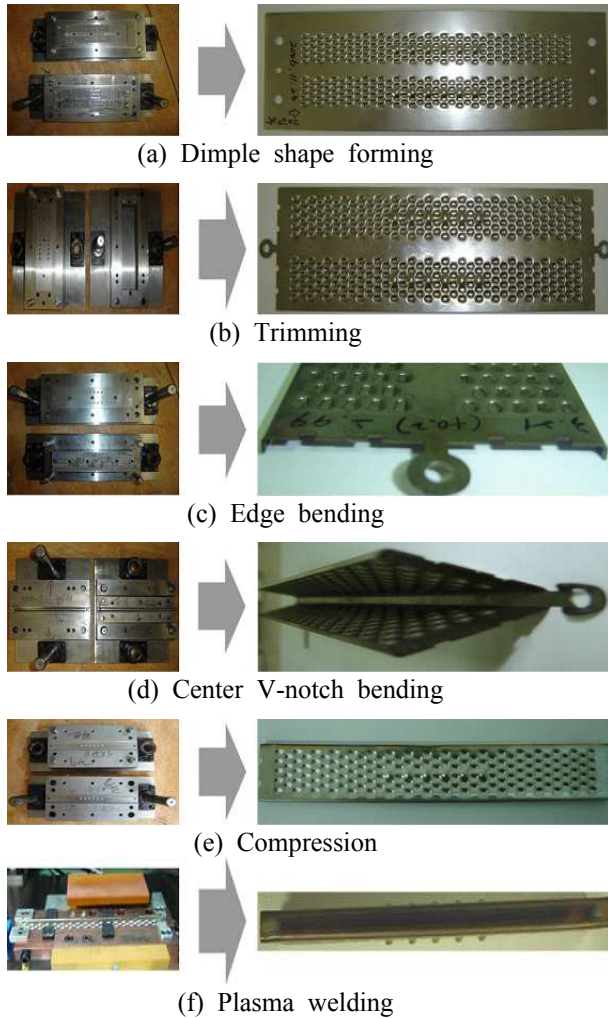 (a) Dimple shape forming
(b) Trimming
(c) Edge bending
(d) Center V-notch bending
(e) Compression
(f) Plasma welding